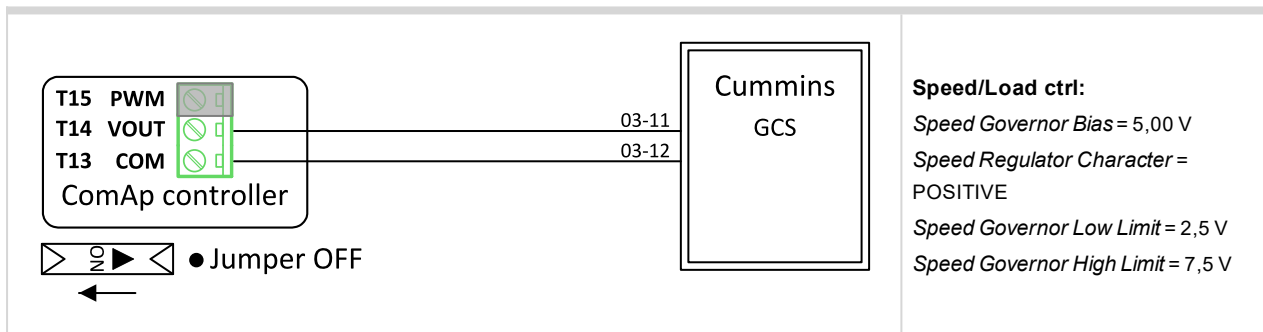 T15 PWM
T14 VOUT
T13 COM
ComAp controller
ON
● Jumper OFF
03-11
03-12
Cummins
GCS
Speed/Load ctrl:
Speed Governor Bias = 5,00 V
Speed Regulator Character =
POSITIVE
Speed Governor Low Limit = 2,5 V
Speed Governor High Limit = 7,5 V